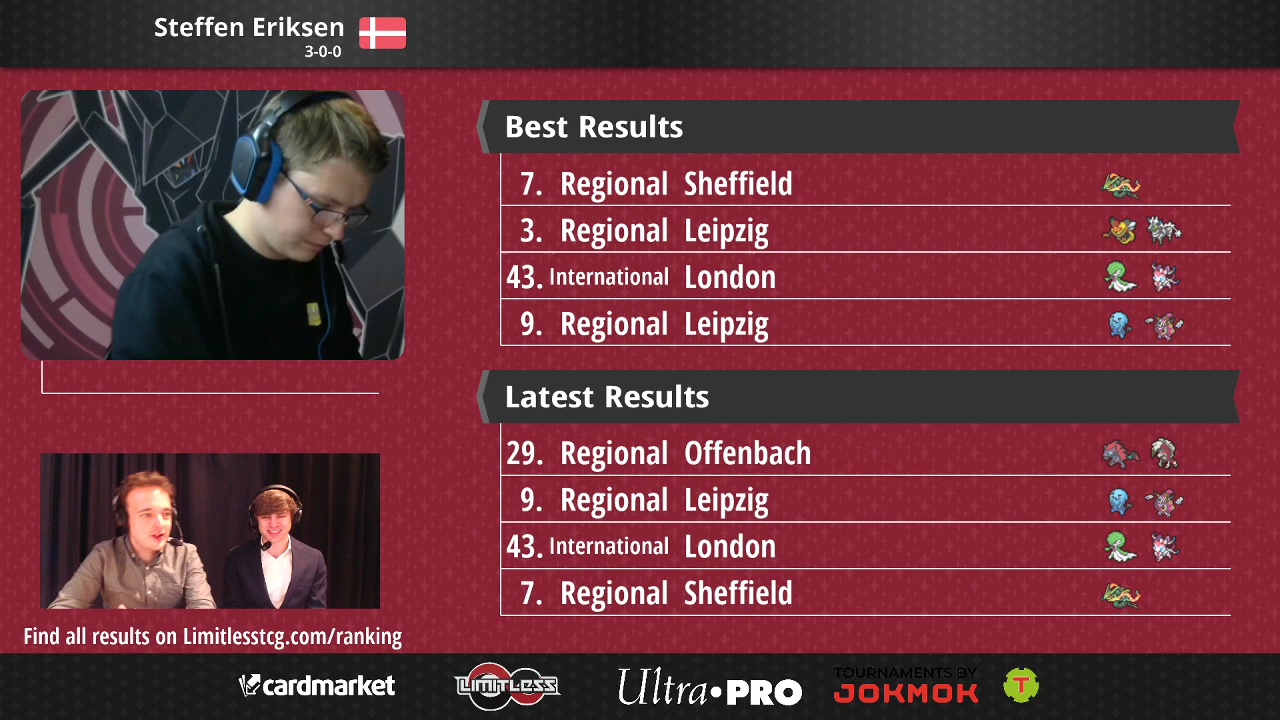 Steffen Eriksen
3-0-0
Best Results
7. Regional Sheffield
3. Regional Leipzig
43. International London
9. Regional Leipzig
Latest Results
29. Regional Offenbach
9. Regional Leipzig
43. International London
7. Regional Sheffield
Find all results on Limitlesstcg.com/ranking
cardmarket
LIMITLESS
Ultra•PRO
TOURNAMENTS BY
JOKMOK
T